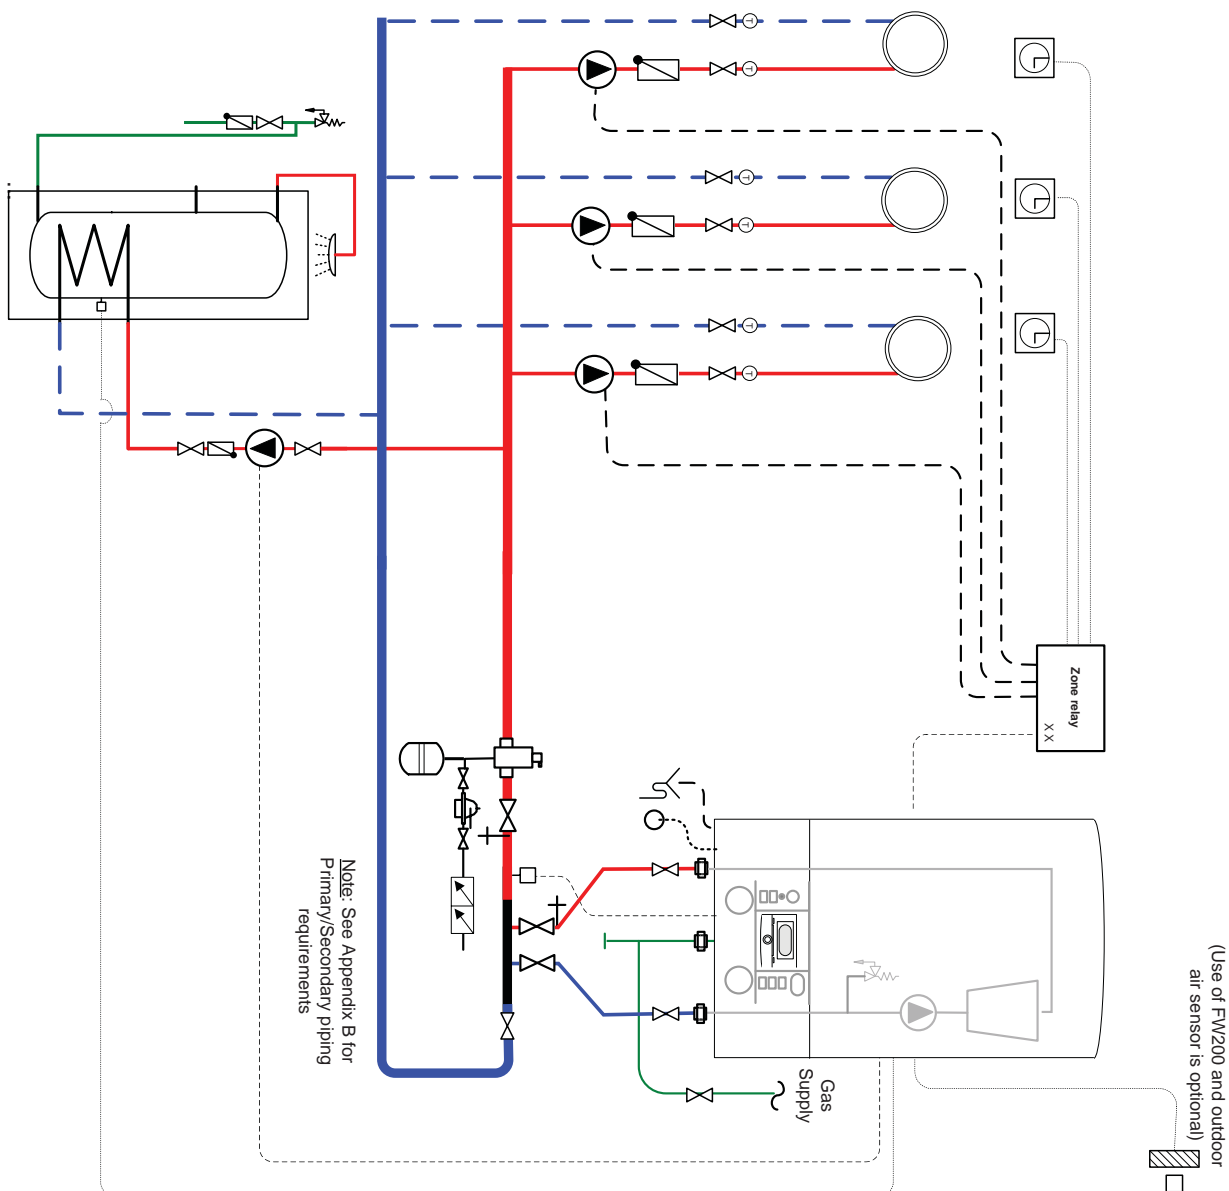 (Use of FW200 and outdoor
air sensor is optional)
Zone relay
X X
Gas
Supply
Note: See Appendix B for
Primary/Secondary piping
requirements
T
T
T
T
T
T